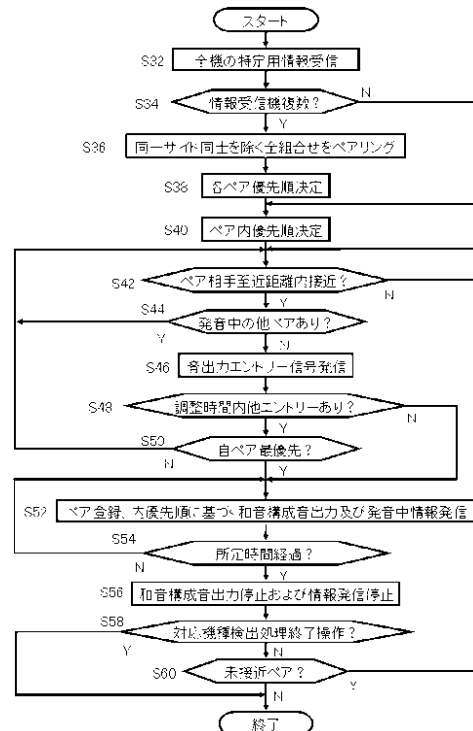 スタート
S32 全機の特定用情報受信
S34 情報受信機複数？ N
Y
S36 同一サイド同士を除く全組合せをペアリング
S38 各ペア優先順決定
S40 ペア内優先順決定
S42 ペア相手至近距離内接近？ N
Y
S44 発音中の他ペアあり？
Y N
S46 音出力エントリー信号発信
S48 調整時間内他エントリーあり？ N
Y
S50 自ペア最優先？
N Y
S52 ペア登録、内優先順に基づく和音構成音出力及び発音中情報発信
S54 所定時間経過？
N Y
S56 和音構成音出力停止および情報発信停止
S58 対応機種検出処理終了操作？
Y N
S60 未接近ペア？ Y
N
終了